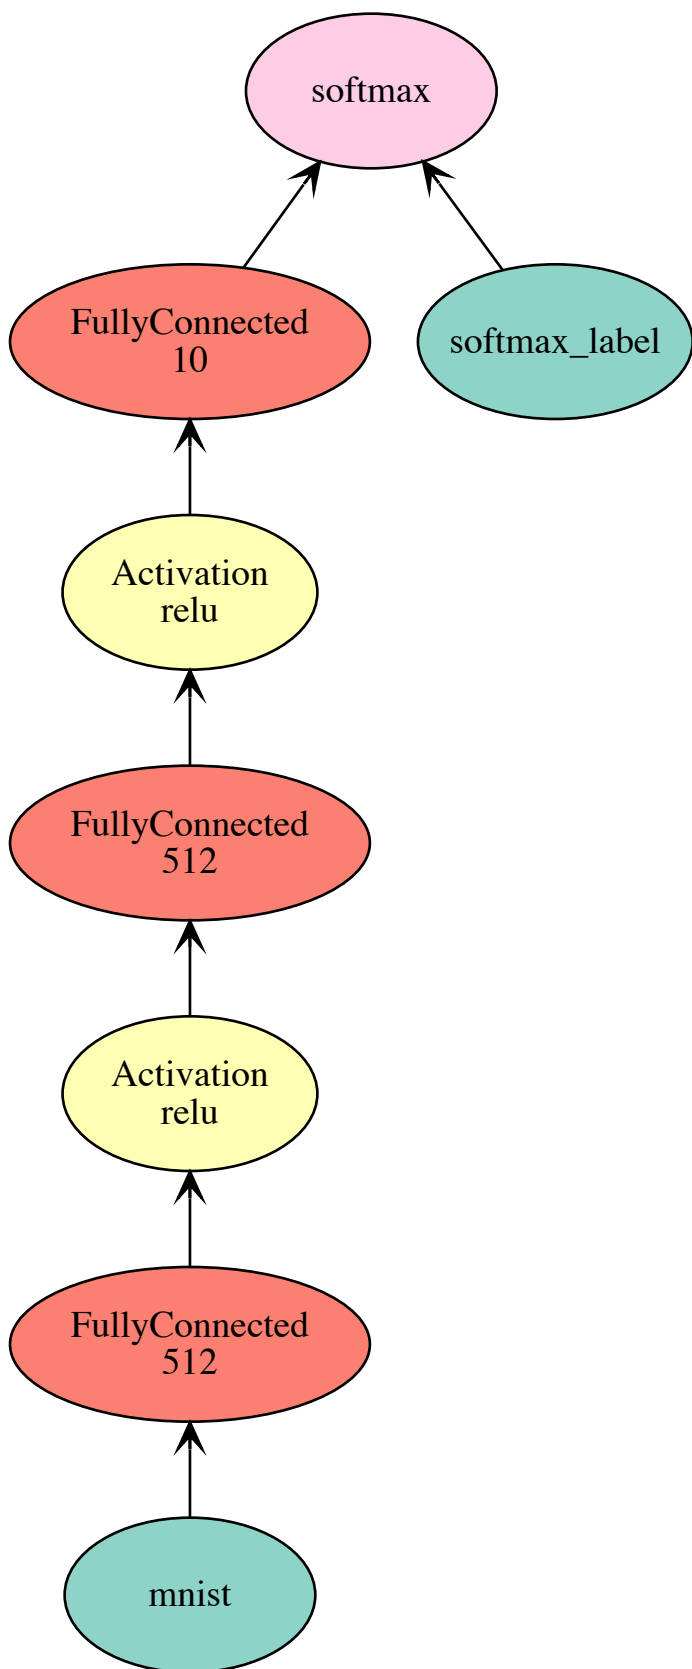 softmax
FullyConnected
10
softmax_label
Activation
relu
FullyConnected
512
Activation
relu
FullyConnected
512
mnist